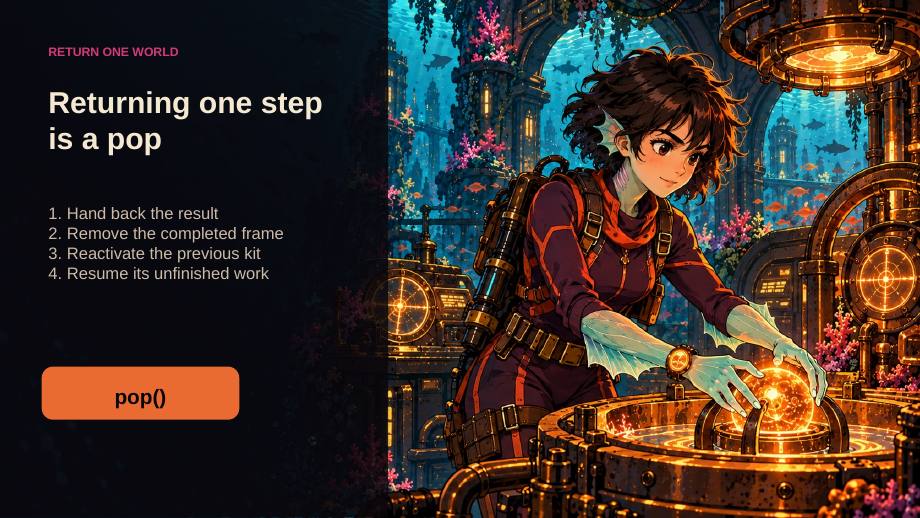 RETURN ONE WORLD
Returning one step
is a pop
1. Hand back the result
2. Remove the completed frame
3. Reactivate the previous kit
4. Resume its unfinished work
pop()